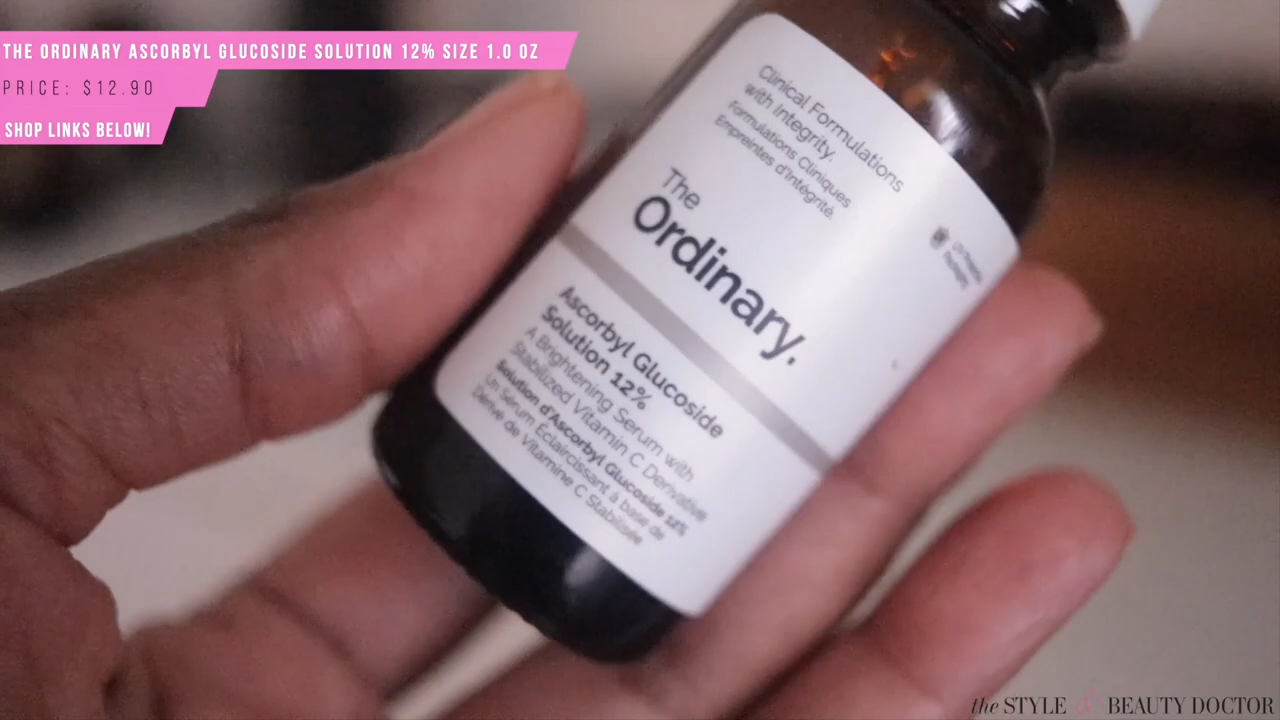 THE ORDINARY ASCORBYL GLUCOSIDE SOLUTION 12% SIZE 1.0 OZ
PRICE: $12.90
SHOP LINKS BELOW!
Clinical Formulations
with Integrity.
Formulations Cliniques
Empreintes d'Intégrité.
The
Ordinary.
Ascorbyl Glucoside
Solution 12%
A Brightening Serum with
Stabilized Vitamin C Derivative
Solution d'Ascorbyl Glucoside 12%
Un Sérum Éclaircissant à base de
Dérivé de Vitamine C Stabilisée
the STYLE & BEAUTY DOCTOR